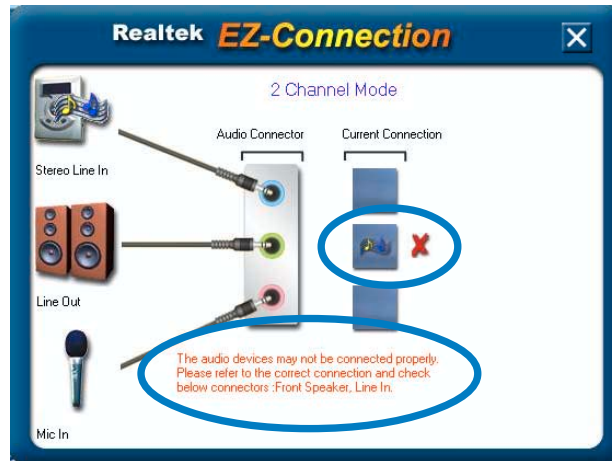 Realtek EZ-Connection
2 Channel Mode
Audio Connector Current Connection
Stereo Line In
Line Out
The audio devices may not be connected properly.
Please refer to the correct connection and check
below connectors :Front Speaker, Line In.
Mic In